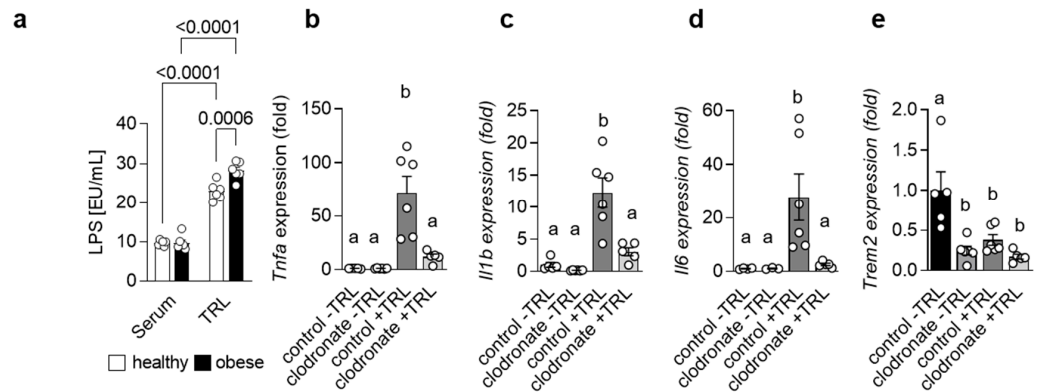 a
<0.0001
<0.0001
0.0006
LPS [EU/mL]
40
30
20
10
0
Serum
TRL
healthy
obese
b
Tnfa expression (fold)
150
100
50
0
a
a
b
a
control -TRL
clodronate -TRL
control +TRL
clodronate +TRL
c
Il1b expression (fold)
25
20
15
10
5
0
a
a
b
a
control -TRL
clodronate -TRL
control +TRL
clodronate +TRL
d
Il6 expression (fold)
60
40
20
0
a
a
b
a
control -TRL
clodronate -TRL
control +TRL
clodronate +TRL
e
Trem2 expression (fold)
2.0
1.5
1.0
0.5
0.0
a
b
b
b
control -TRL
clodronate -TRL
control +TRL
clodronate +TRL